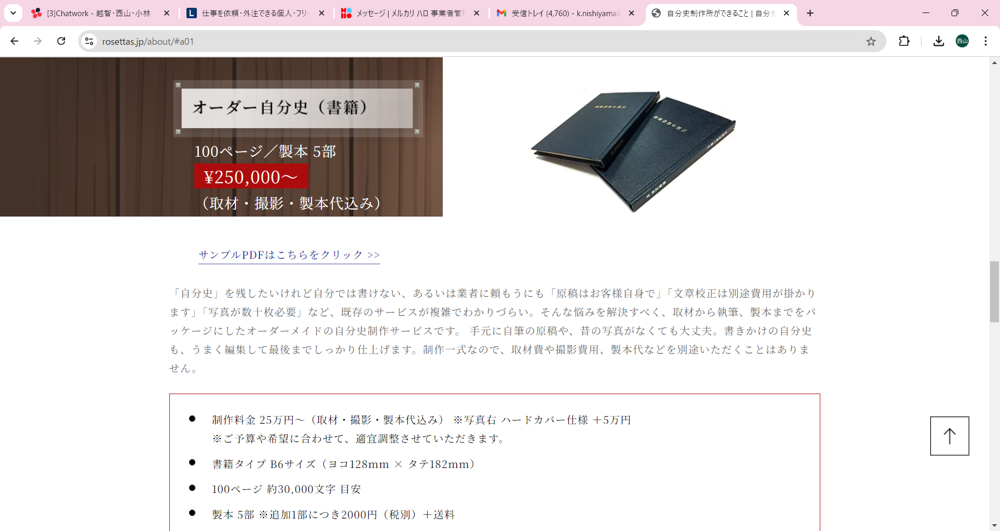 [3]Chatwork - 越智・西山・小林
仕事を依頼・外注できる個人・フリー
メッセージ | メルカリ ハロ 事業者管理
受信トレイ (4,760) - k.nishiyama@
自分史制作所ができること | 自分史
rosettas.jp/about/#a01
西山
オーダー自分史（書籍）
100ページ／製本 5部
¥250,000〜
（取材・撮影・製本代込み）
サンプルPDFはこちらをクリック >>
「自分史」を残したいけれど自分では書けない、あるいは業者に頼もうにも「原稿はお客様自身で」「文章校正は別途費用が掛かり
ます」「写真が数十枚必要」など、既存のサービスが複雑でわかりづらい。そんな悩みを解決すべく、取材から執筆、製本までをパ
ッケージにしたオーダーメイドの自分史制作サービスです。 手元に自筆の原稿や、昔の写真がなくても大丈夫。書きかけの自分史
も、うまく編集して最後までしっかり仕上げます。制作一式なので、取材費や撮影費用、製本代などを別途いただくことはありま
せん。
制作料金 25万円〜（取材・撮影・製本代込み） ※写真右 ハードカバー仕様 ＋5万円
※ご予算や希望に合わせて、適宜調整させていただきます。
書籍タイプ B6サイズ（ヨコ128mm × タテ182mm）
100ページ 約30,000文字 目安
製本 5部 ※追加1部につき2000円（税別）＋送料